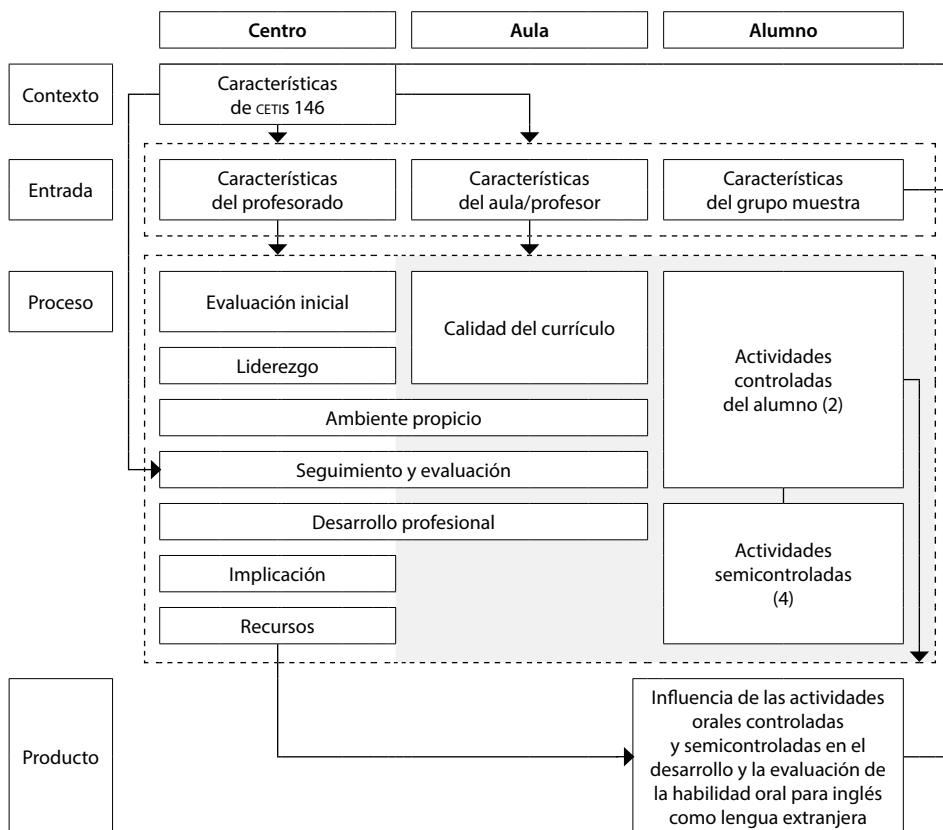 Centro
Aula
Alumno
Contexto
Características
de CETIS 146
Entrada
Características
del profesorado
Características
del aula/profesor
Características
del grupo muestra
Proceso
Evaluación inicial
Calidad del currículo
Actividades
controladas
del alumno (2)
Liderezgo
Ambiente propicio
Seguimiento y evaluación
Desarrollo profesional
Actividades
semicontroladas
(4)
Implicación
Recursos
Producto
Influencia de las actividades
orales controladas
y semicontroladas en el
desarrollo y la evaluación de
la habilidad oral para inglés
como lengua extranjera